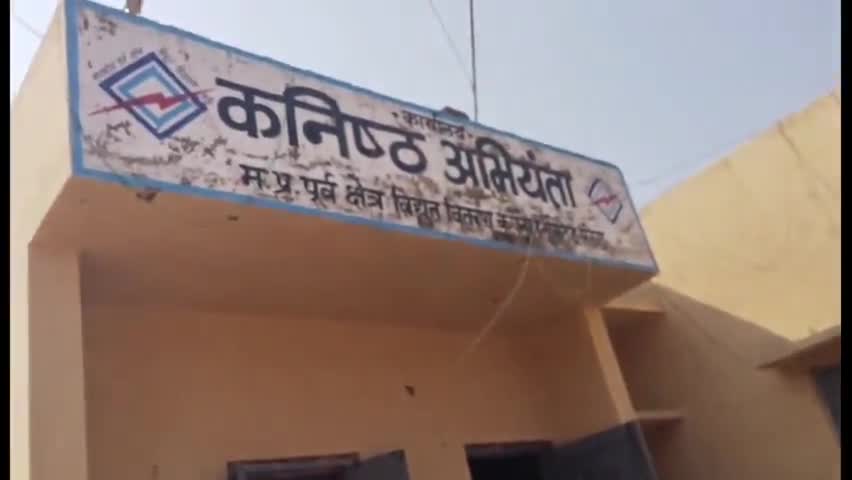 कार्यालय
कनिष्ठ अभियंता
म.प्र. पूर्व क्षेत्र विद्युत वितरण